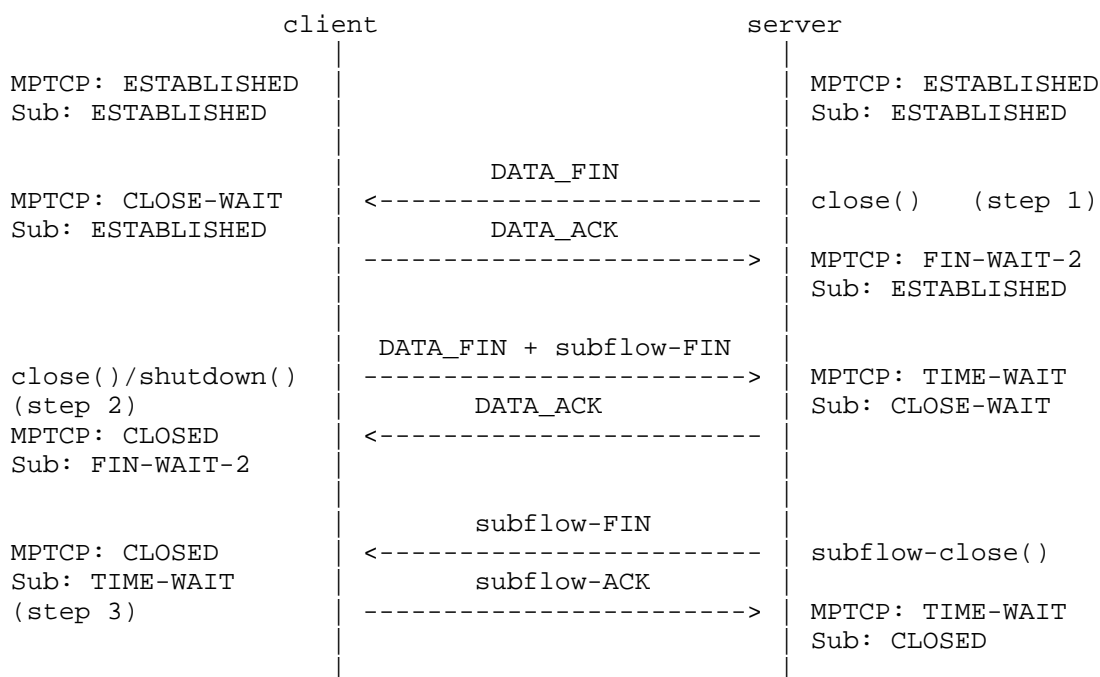 client server
MPTCP: ESTABLISHED MPTCP: ESTABLISHED
Sub: ESTABLISHED Sub: ESTABLISHED
DATA_FIN
MPTCP: CLOSE-WAIT <------------------------ close() (step 1)
Sub: ESTABLISHED DATA_ACK
------------------------> MPTCP: FIN-WAIT-2
Sub: ESTABLISHED
DATA_FIN + subflow-FIN
close()/shutdown() ------------------------> MPTCP: TIME-WAIT
(step 2) DATA_ACK Sub: CLOSE-WAIT
MPTCP: CLOSED <------------------------
Sub: FIN-WAIT-2
subflow-FIN
MPTCP: CLOSED <------------------------ subflow-close()
Sub: TIME-WAIT subflow-ACK
(step 3) ------------------------> MPTCP: TIME-WAIT
Sub: CLOSED